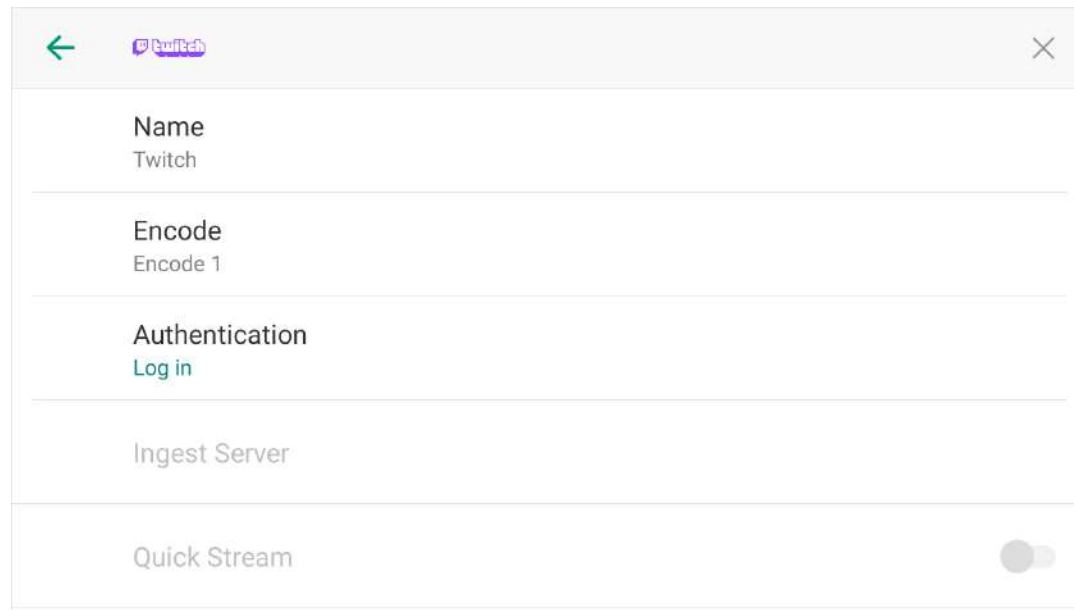 twitch
Name
Twitch
Encode
Encode 1
Authentication
Log in
Ingest Server
Quick Stream